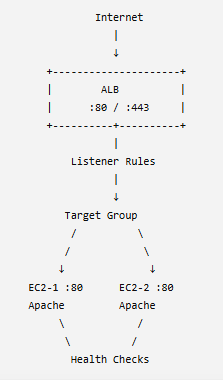 Internet
ALB
:80 / :443
Listener Rules
Target Group
EC2-1 :80 EC2-2 :80
Apache Apache
Health Checks